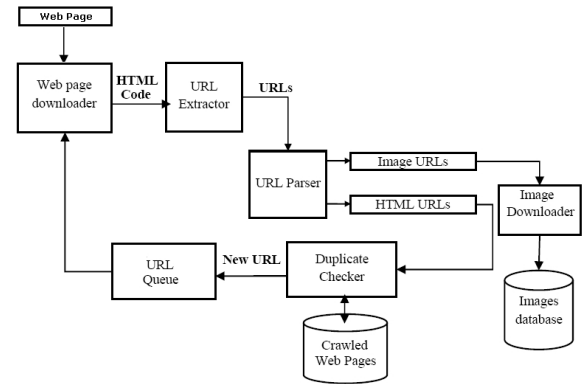 Web Page
Web page
downloader
HTML
Code
URL
Extractor
URLs
URL Parser
Image URLs
HTML URLs
Image
Downloader
Images
database
Duplicate
Checker
New URL
URL
Queue
Crawled
Web Pages